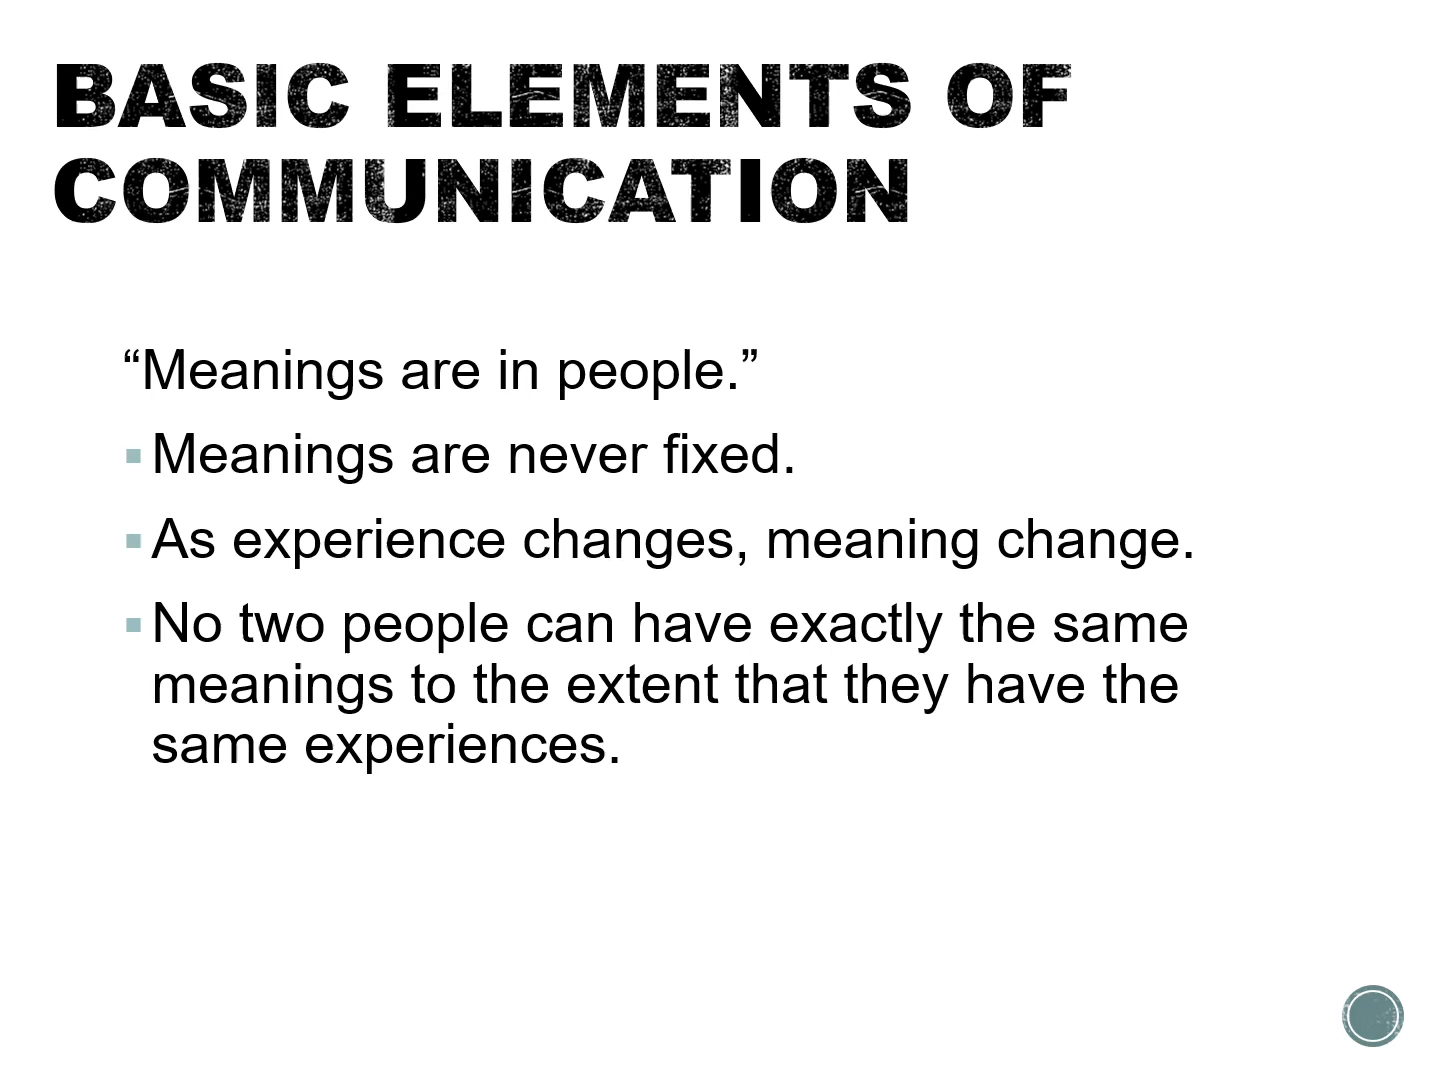 BASIC ELEMENTS OF
COMMUNICATION
“Meanings are in people.”
▪ Meanings are never fixed.
▪ As experience changes, meaning change.
▪ No two people can have exactly the same
meanings to the extent that they have the
same experiences.